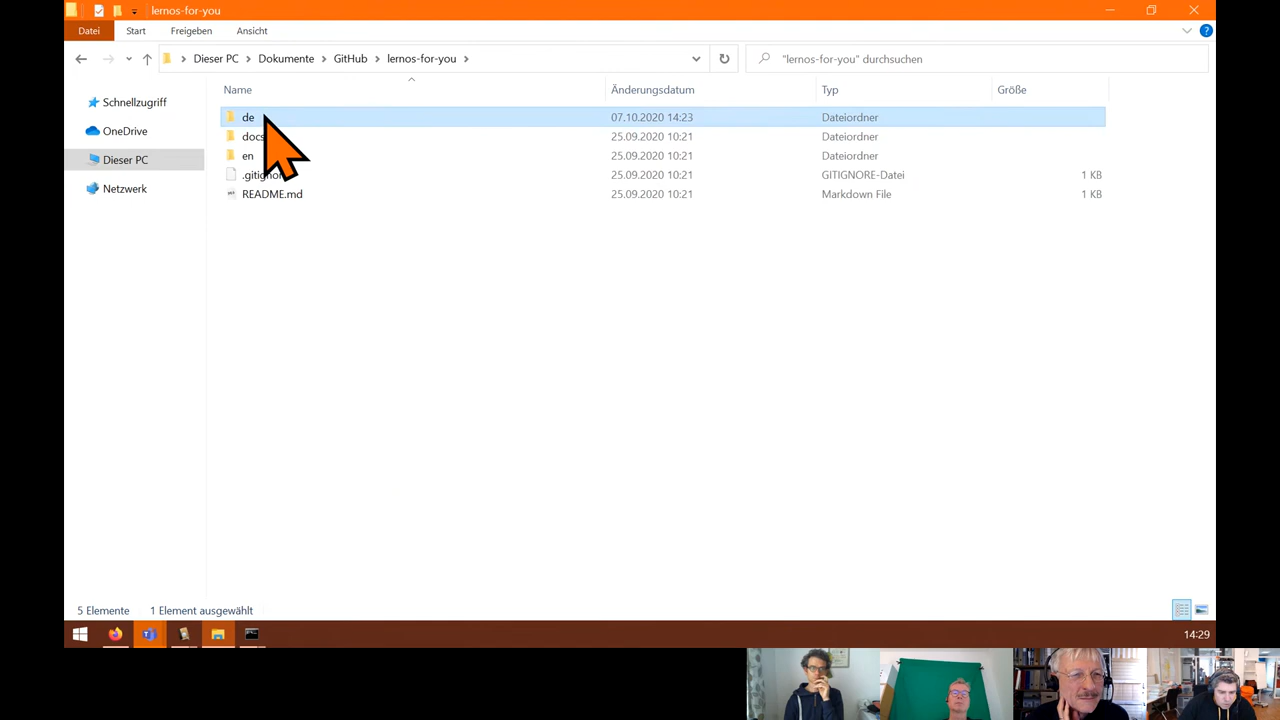 lernos-for-you
Datei Start Freigeben Ansicht
Dieser PC Dokumente GitHub lernos-for-you
"lernos-for-you" durchsuchen
Name Änderungsdatum Typ Größe
Schnellzugriff
OneDrive
Dieser PC
Netzwerk
de 07.10.2020 14:23 Dateiordner
docs 25.09.2020 10:21 Dateiordner
en 25.09.2020 10:21 Dateiordner
25.09.2020 10:21 GITIGNORE-Datei 1 KB
README.md 25.09.2020 10:21 Markdown File 1 KB
5 Elemente 1 Element ausgewählt
14:29